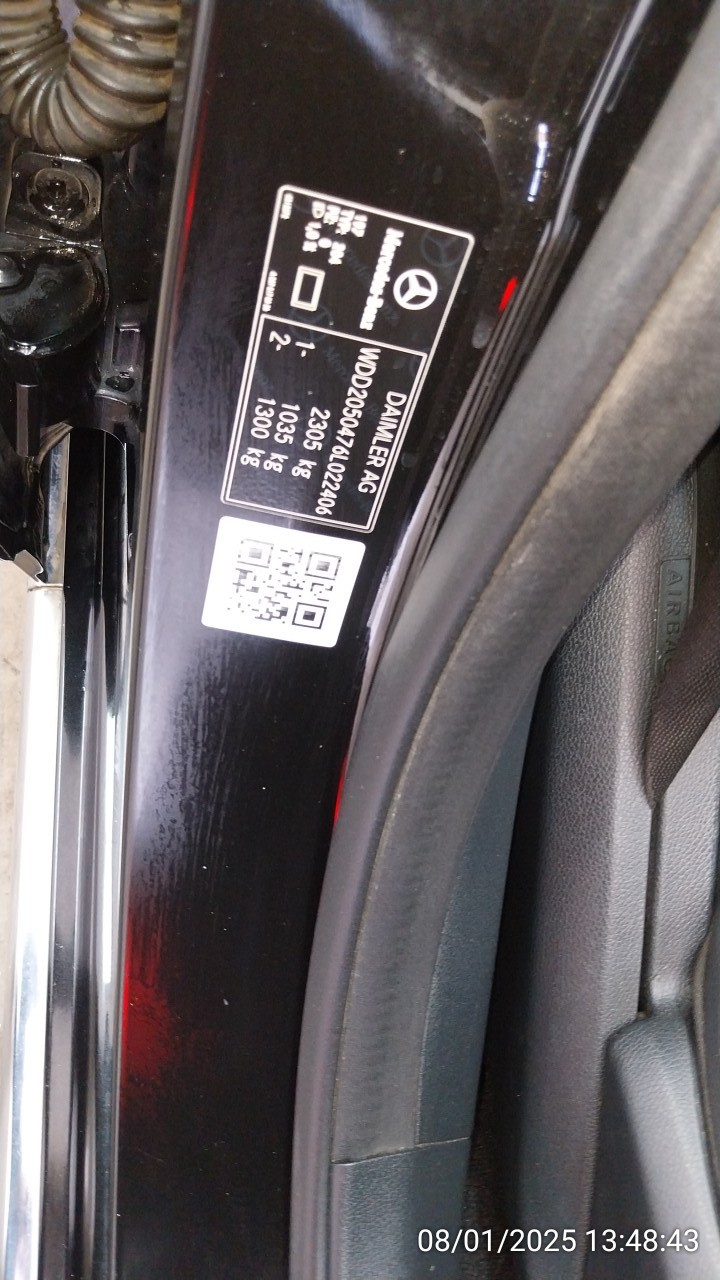 Mercedes-Benz
DAIMLER AG
WDD2050476L022406
2305 kg
1- 1035 kg
2- 1300 kg
AIRBAG
08/01/2025 13:48:43